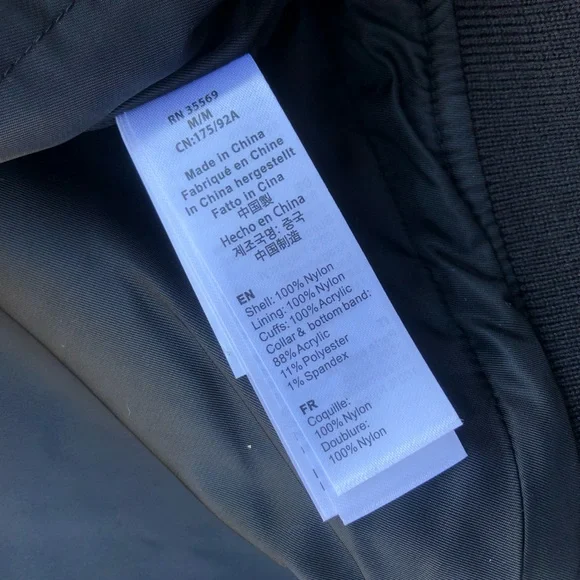 RN 35569
M/M
CN:175/92A
Made in China
Fabriqué en Chine
In China hergestellt
Fatto in Cina
中国製
Hecho en China
제조국명: 중국
中国制造
EN
Shell: 100% Nylon
Lining: 100% Nylon
Cuffs: 100% Acrylic
Collar & bottom band:
88% Acrylic
11% Polyester
1% Spandex
FR
Coquille:
100% Nylon
Doublure:
100% Nylon